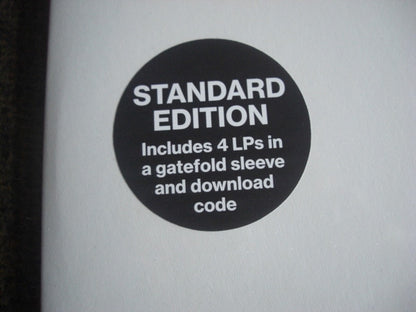 STANDARD
EDITION
Includes 4 LPs in
a gatefold sleeve
and download
code